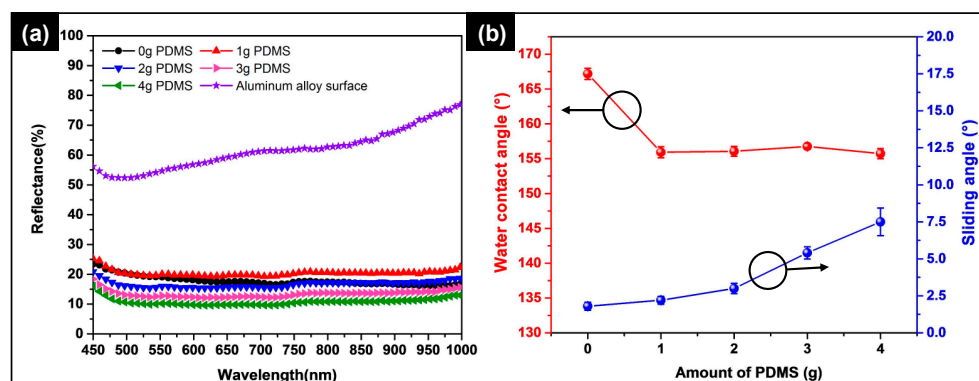 (a)
100
90
80
70
60
50
40
30
20
10
0
Reflectance(%)
0g PDMS
1g PDMS
2g PDMS
3g PDMS
4g PDMS
Aluminum alloy surface
450 500 550 600 650 700 750 800 850 900 950 1000
Wavelength(nm)
(b)
170
165
160
155
150
145
140
135
130
Water contact angle (°)
20.0
17.5
15.0
12.5
10.0
7.5
5.0
2.5
0.0
Sliding angle (°)
0 1 2 3 4
Amount of PDMS (g)